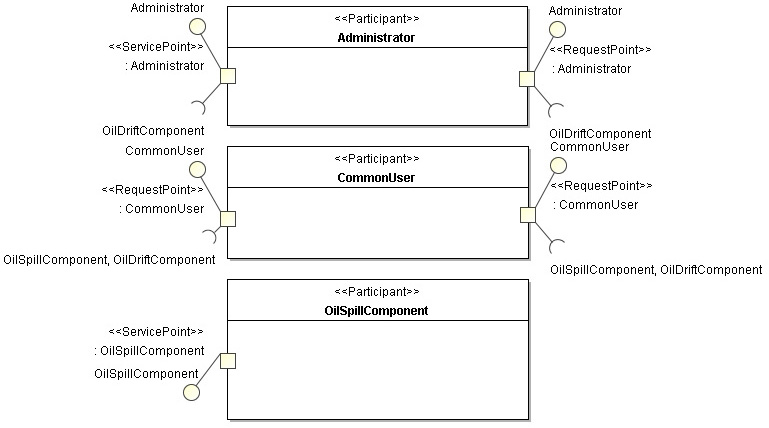 Administrator
<<ServicePoint>>
: Administrator
OilDriftComponent
<<Participant>>
Administrator
Administrator
<<RequestPoint>>
: Administrator
OilDriftComponent
CommonUser
<<RequestPoint>>
: CommonUser
OilSpillComponent, OilDriftComponent
<<Participant>>
CommonUser
CommonUser
<<RequestPoint>>
: CommonUser
OilSpillComponent, OilDriftComponent
<<Participant>>
OilSpillComponent
<<ServicePoint>>
: OilSpillComponent
OilSpillComponent